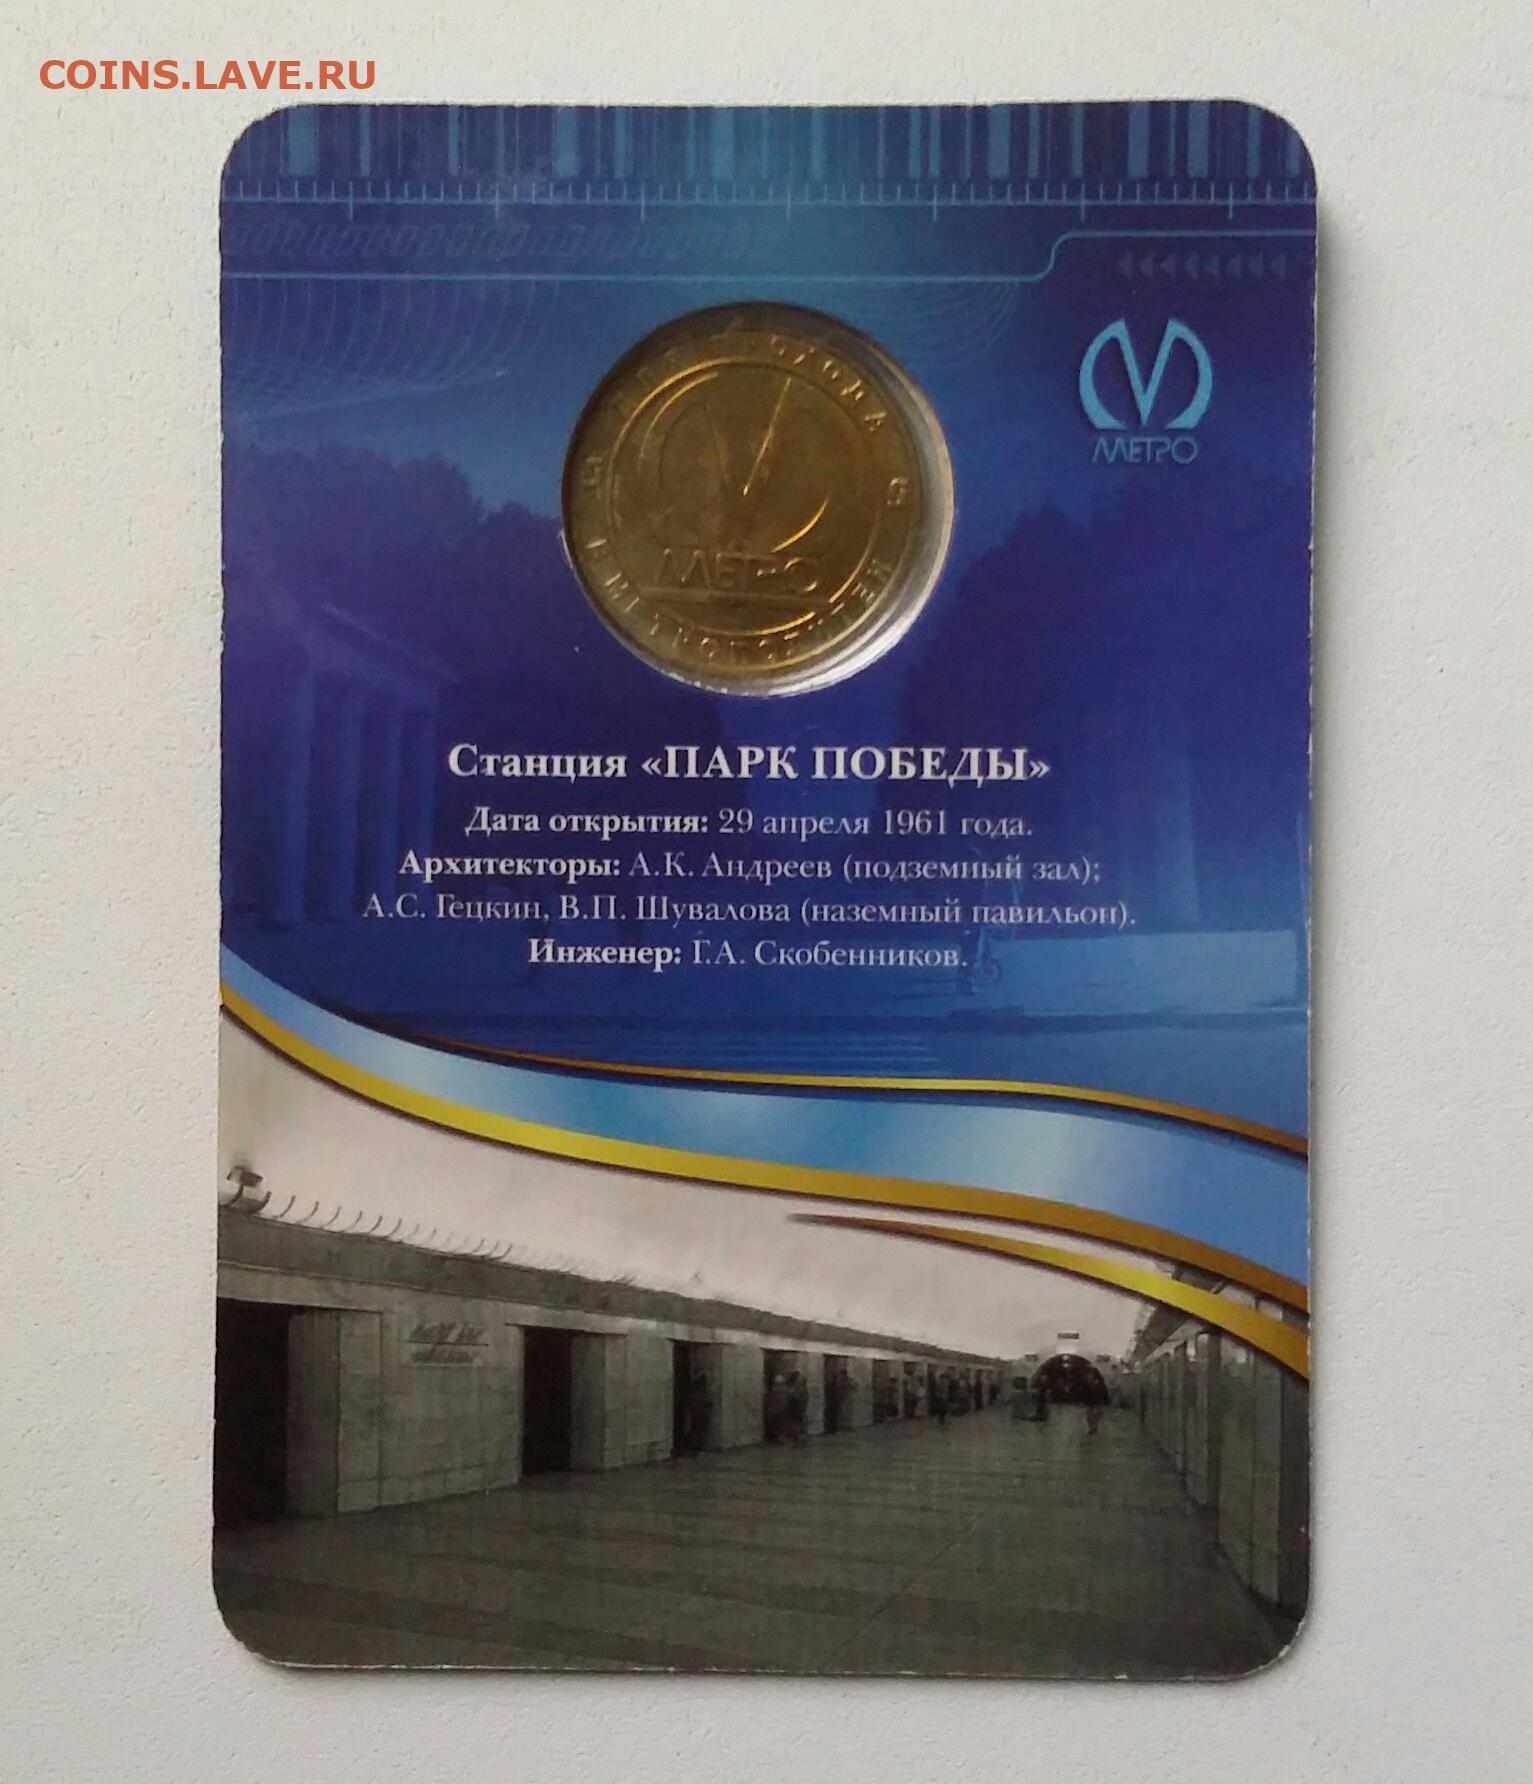 COINS.LAVE.RU
МЕТРО
МЕТРО
Станция «ПАРК ПОБЕДЫ»
Дата открытия: 29 апреля 1961 года.
Архитекторы: А.К. Андреев (подземный зал);
А.С. Гецкин, В.П. Шувалова (наземный павильон).
Инженер: Г.А. Скобенников.